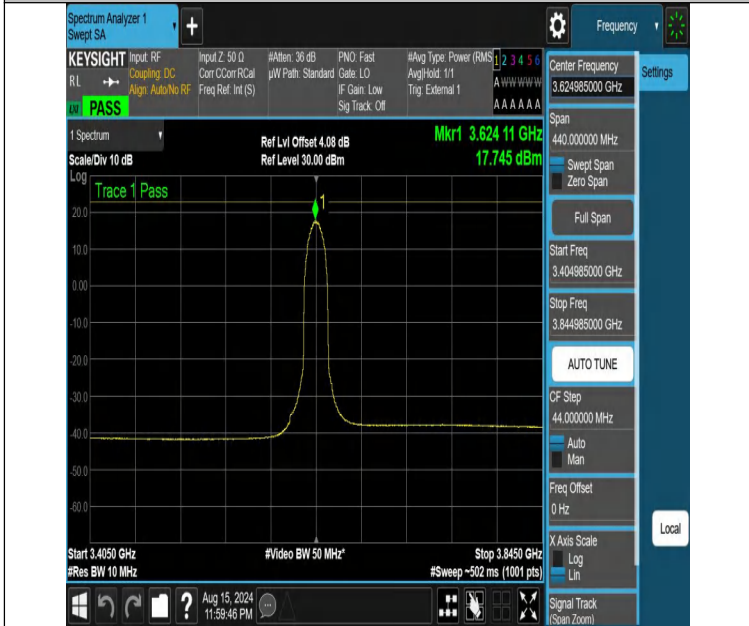 Spectrum Analyzer 1
Swept SA
Frequency
KEYSIGHT
RL
LXI
PASS
Input: RF
Coupling: DC
Align: Auto/No RF
Input Z: 50 Ω
Corr CCorr RCal
Freq Ref: Int (S)
#Atten: 36 dB
µW Path: Standard
PNO: Fast
Gate: LO
IF Gain: Low
Sig Track: Off
#Avg Type: Power (RMS
Avg|Hold: 1/1
Trig: External 1
1 2 3 4 5 6
A W W W W W
A A A A A A
1 Spectrum
Scale/Div 10 dB
Ref Lvl Offset 4.08 dB
Ref Level 30.00 dBm
Mkr1 3.624 11 GHz
17.745 dBm
Log
Trace 1 Pass
1
20.0
10.0
0.00
-10.0
-20.0
-30.0
-40.0
-50.0
-60.0
Start 3.4050 GHz
#Res BW 10 MHz
#Video BW 50 MHz*
Stop 3.8450 GHz
#Sweep ~502 ms (1001 pts)
Aug 15, 2024
11:59:46 PM
Center Frequency
3.624985000 GHz
Settings
Span
440.000000 MHz
Swept Span
Zero Span
Full Span
Start Freq
3.404985000 GHz
Stop Freq
3.844985000 GHz
AUTO TUNE
CF Step
44.000000 MHz
Auto
Man
Freq Offset
0 Hz
Local
X Axis Scale
Log
Lin
Signal Track
(Span Zoom)